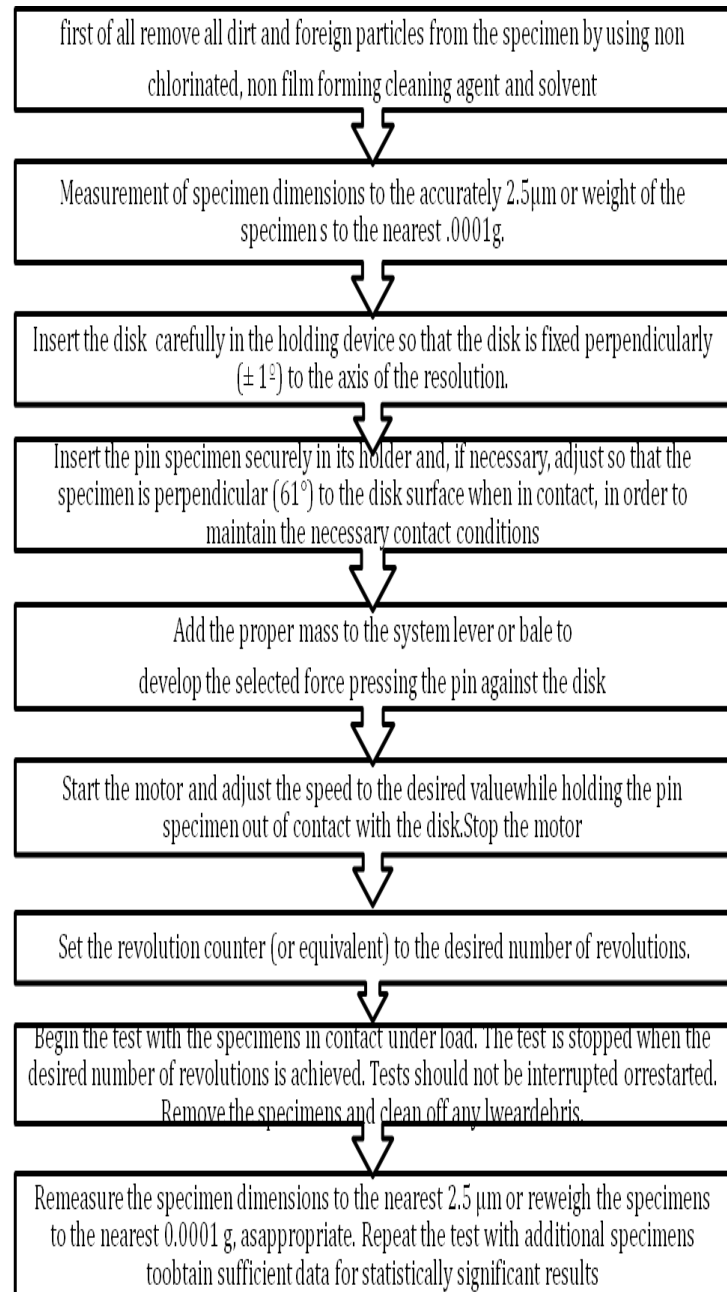 first of all remove all dirt and foreign particles from the specimen by using non
chlorinated, non film forming cleaning agent and solvent
Measurement of specimen dimensions to the accurately 2.5µm or weight of the
specimens to the nearest .0001g.
Insert the disk carefully in the holding device so that the disk is fixed perpendicularly
(± 1º) to the axis of the resolution.
Insert the pin specimen securely in its holder and, if necessary, adjust so that the
specimen is perpendicular (61°) to the disk surface when in contact, in order to
maintain the necessary contact conditions
Add the proper mass to the system lever or bale to
develop the selected force pressing the pin against the disk
Start the motor and adjust the speed to the desired valuewhile holding the pin
specimen out of contact with the disk.Stop the motor
Set the revolution counter (or equivalent) to the desired number of revolutions.
Begin the test with the specimens in contact under load. The test is stopped when the
desired number of revolutions is achieved. Tests should not be interrupted orrestarted.
Remove the specimens and clean off any lweardebris.
Remeasure the specimen dimensions to the nearest 2.5 µm or reweigh the specimens
to the nearest 0.0001 g, asappropriate. Repeat the test with additional specimens
toobtain sufficient data for statistically significant results